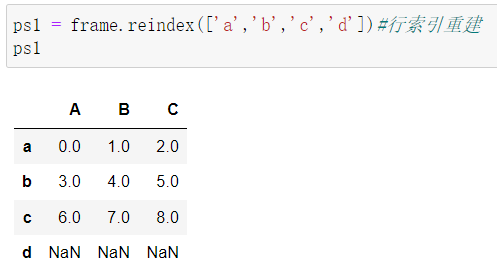 ps1 = frame.reindex(['a','b','c','d'])#行索引重建
ps1
A B C
a 0.0 1.0 2.0
b 3.0 4.0 5.0
c 6.0 7.0 8.0
d NaN NaN NaN